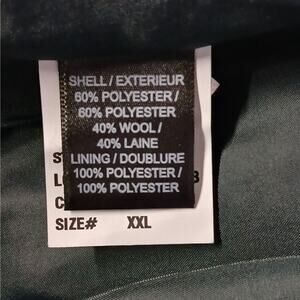 SHELL / EXTERIEUR
60% POLYESTER /
60% POLYESTER
40% WOOL /
40% LAINE
LINING / DOUBLURE
100% POLYESTER /
100% POLYESTER
SIZE# XXL